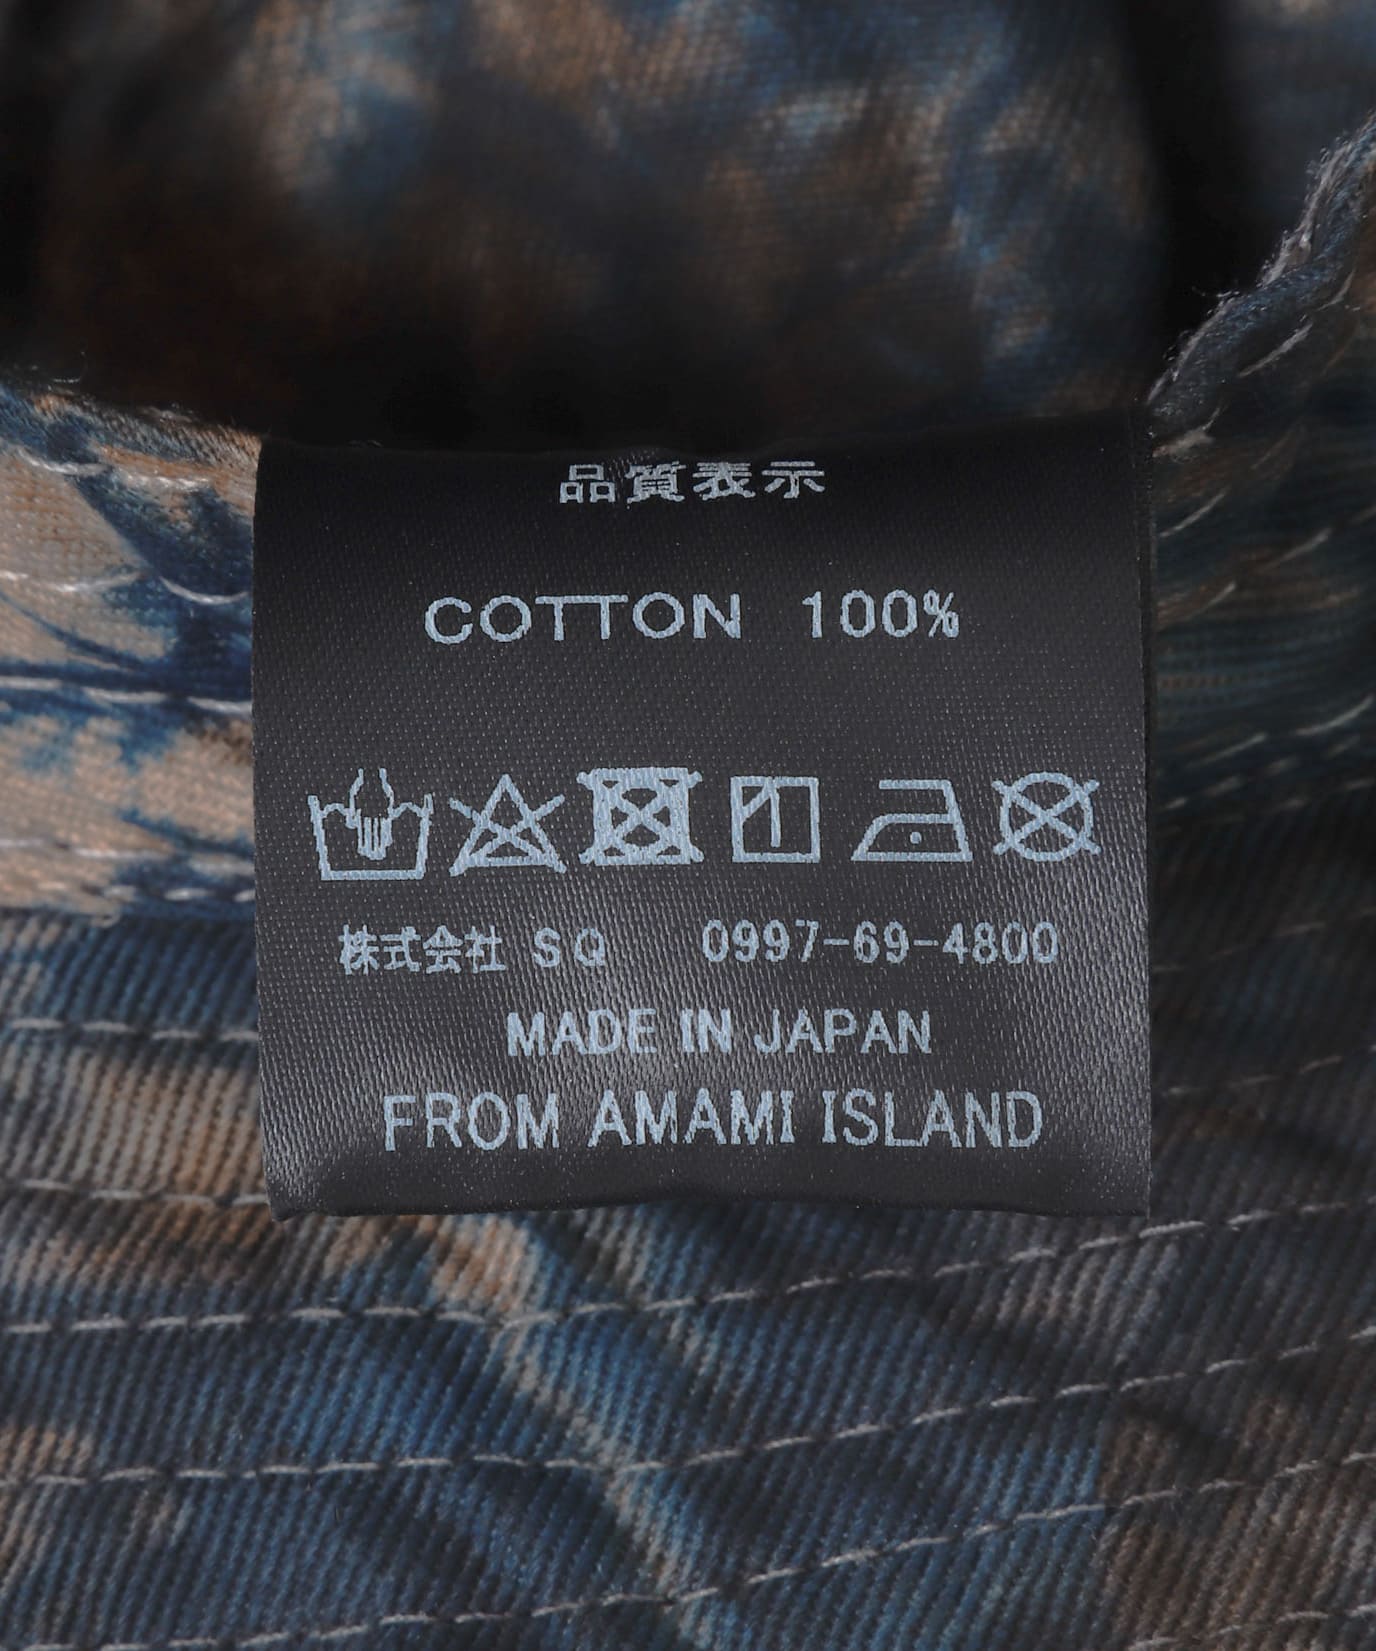 品質表示
COTTON 100%
株式会社 SQ 0997-69-4800
MADE IN JAPAN
FROM AMAMI ISLAND